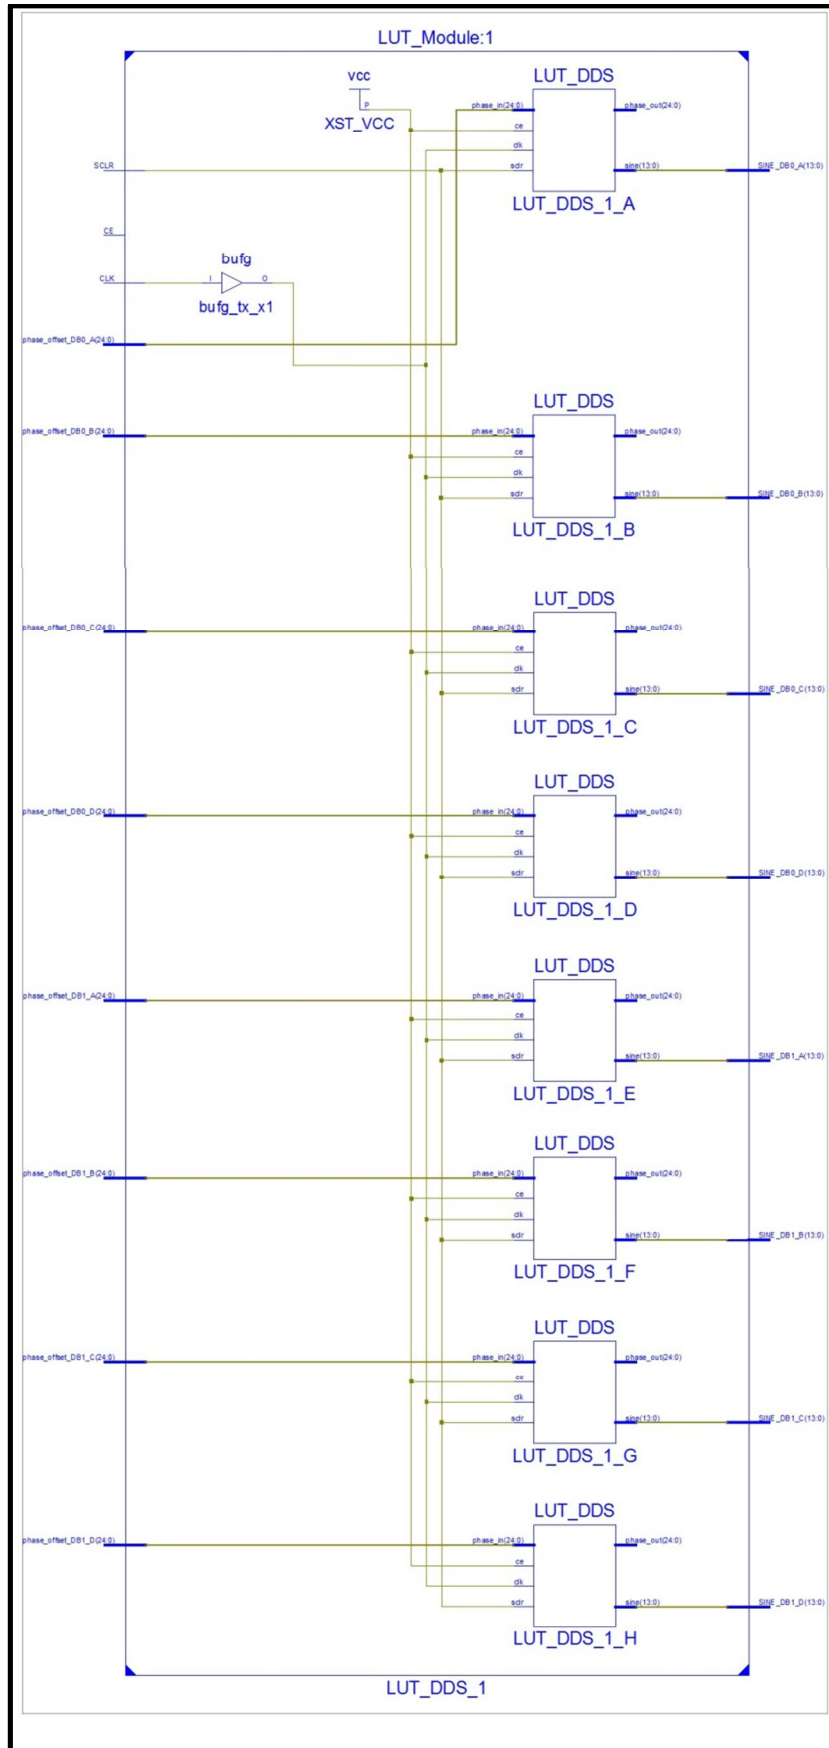 LUT_Module:1
LUT_DDS
vcc
phase_in(24:0)
phase_out(24:0)
P
XST_VCC
ce
clk
SCLR
sclr
sine(13:0)
SINE_DB0_A(13:0)
LUT_DDS_1_A
CE
bufg
CLK
I
O
bufg_tx_x1
phase_offset_DB0_A(24:0)
LUT_DDS
phase_offset_DB0_B(24:0)
phase_in(24:0)
phase_out(24:0)
ce
clk
sclr
sine(13:0)
SINE_DB0_B(13:0)
LUT_DDS_1_B
LUT_DDS
phase_offset_DB0_C(24:0)
phase_in(24:0)
phase_out(24:0)
ce
clk
sclr
sine(13:0)
SINE_DB0_C(13:0)
LUT_DDS_1_C
LUT_DDS
phase_offset_DB0_D(24:0)
phase_in(24:0)
phase_out(24:0)
ce
clk
sclr
sine(13:0)
SINE_DB0_D(13:0)
LUT_DDS_1_D
LUT_DDS
phase_offset_DB1_A(24:0)
phase_in(24:0)
phase_out(24:0)
ce
clk
sclr
sine(13:0)
SINE_DB1_A(13:0)
LUT_DDS_1_E
LUT_DDS
phase_offset_DB1_B(24:0)
phase_in(24:0)
phase_out(24:0)
ce
clk
sclr
sine(13:0)
SINE_DB1_B(13:0)
LUT_DDS_1_F
LUT_DDS
phase_offset_DB1_C(24:0)
phase_in(24:0)
phase_out(24:0)
ce
clk
sclr
sine(13:0)
SINE_DB1_C(13:0)
LUT_DDS_1_G
LUT_DDS
phase_offset_DB1_D(24:0)
phase_in(24:0)
phase_out(24:0)
ce
clk
sclr
sine(13:0)
SINE_DB1_D(13:0)
LUT_DDS_1_H
LUT_DDS_1